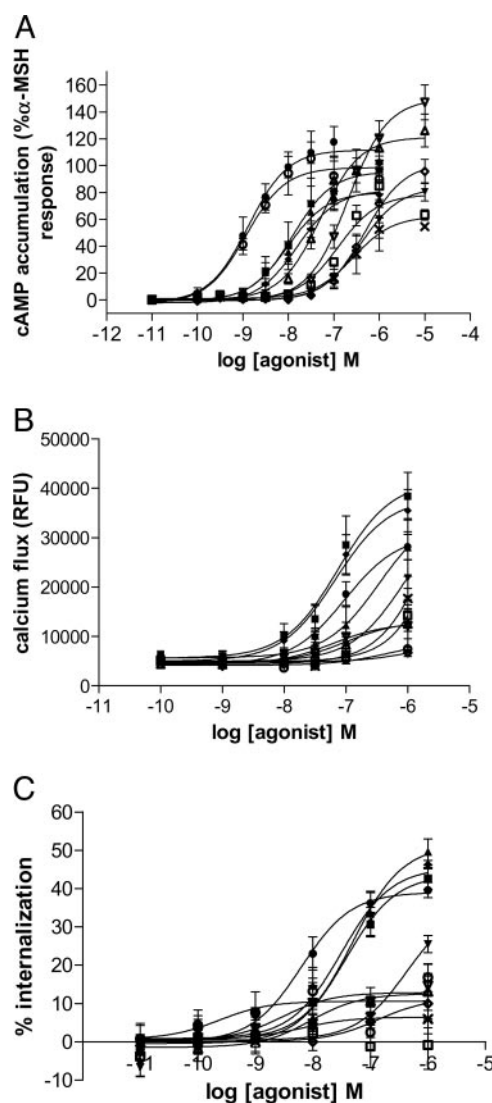 A
cAMP accumulation (%α-MSH
response)
160
140
120
100
80
60
40
20
0
-12 -11 -10 -9 -8 -7 -6 -5 -4
log [agonist] M
B
calcium flux (RFU)
50000
40000
30000
20000
10000
0
-11 -10 -9 -8 -7 -6 -5
log [agonist] M
C
% internalization
60
50
40
30
20
10
0
-10
-11 -10 -9 -8 -7 -6 -5
log [agonist] M